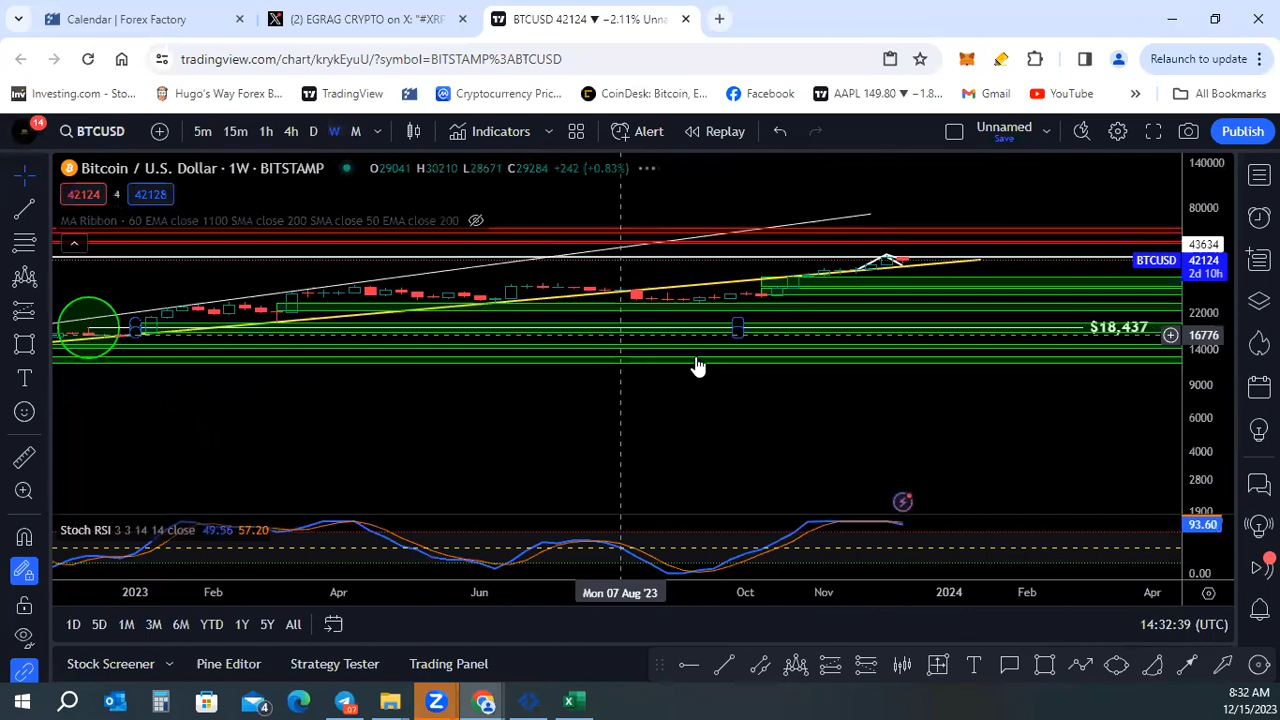 Calendar | Forex Factory
(2) EGRAG CRYPTO on X: "#XRP
BTCUSD 42124 ▼ −2.11% Unna
tradingview.com/chart/krykEyuU/?symbol=BITSTAMP%3ABTCUSD
Relaunch to update
Investing.com - Sto...
Hugo's Way Forex B...
TradingView
Cryptocurrency Pric...
CoinDesk: Bitcoin, E...
Facebook
AAPL 149.80 ▼ −1.8...
Gmail
YouTube
»
All Bookmarks
14
BTCUSD
5m 15m 1h 4h D W M
Indicators
Alert
Replay
Unnamed
Save
Publish
Bitcoin / U.S. Dollar · 1W · BITSTAMP
O29041 H30210 L28671 C29284 +242 (+0.83%)
42124 4 42128
MA Ribbon · 60 EMA close 1100 SMA close 200 SMA close 50 EMA close 200
140000
80000
43634
BTCUSD 42124
2d 10h
22000
$18,437
16776
14000
9000
6000
4000
2800
1900
Stoch RSI 3 3 14 14 close 49.56 57.20
93.60
0.00
2023 Feb Apr Jun Mon 07 Aug '23 Oct Nov 2024 Feb Apr
1D 5D 1M 3M 6M YTD 1Y 5Y All
14:32:39 (UTC)
Stock Screener
Pine Editor
Strategy Tester
Trading Panel
4
07
8:32 AM
12/15/2023